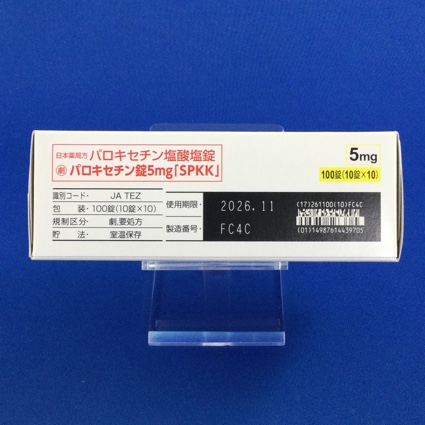 日本薬局方 パロキセチン塩酸塩錠
劇 パロキセチン錠5mg「SPKK」
5mg
100錠(10錠×10)
識別コード・ JA TEZ
包 装・100錠(10錠×10)
規制区分・ 劇,要処方
貯 法・ 室温保存
使用期限・ 2026.11
製造番号・ FC4C
(17)261100(10)FC4C
(01)14987614439705